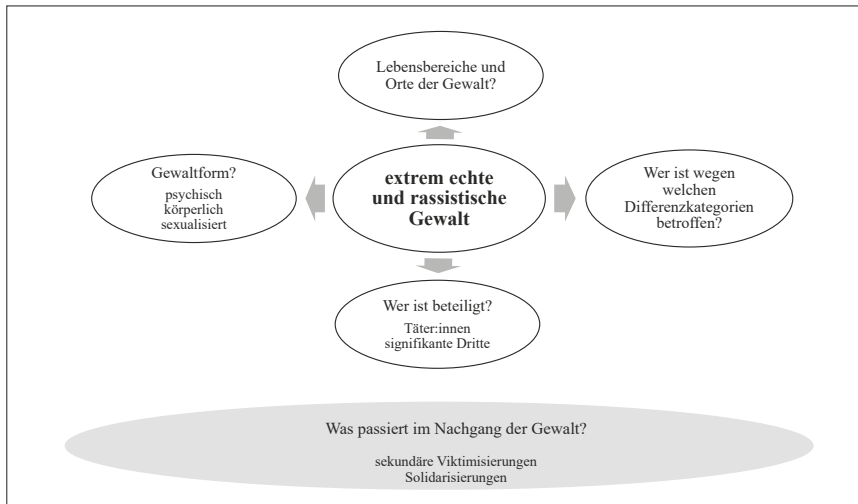 Lebensbereiche und
Orte der Gewalt?
Gewaltform?
psychisch
körperlich
sexualisiert
extrem echte
und rassistische
Gewalt
Wer ist wegen
welchen
Differenzkategorien
betroffen?
Wer ist beteiligt?
Täter:innen
signifikante Dritte
Was passiert im Nachgang der Gewalt?
sekundäre Viktimisierungen
Solidarisierungen